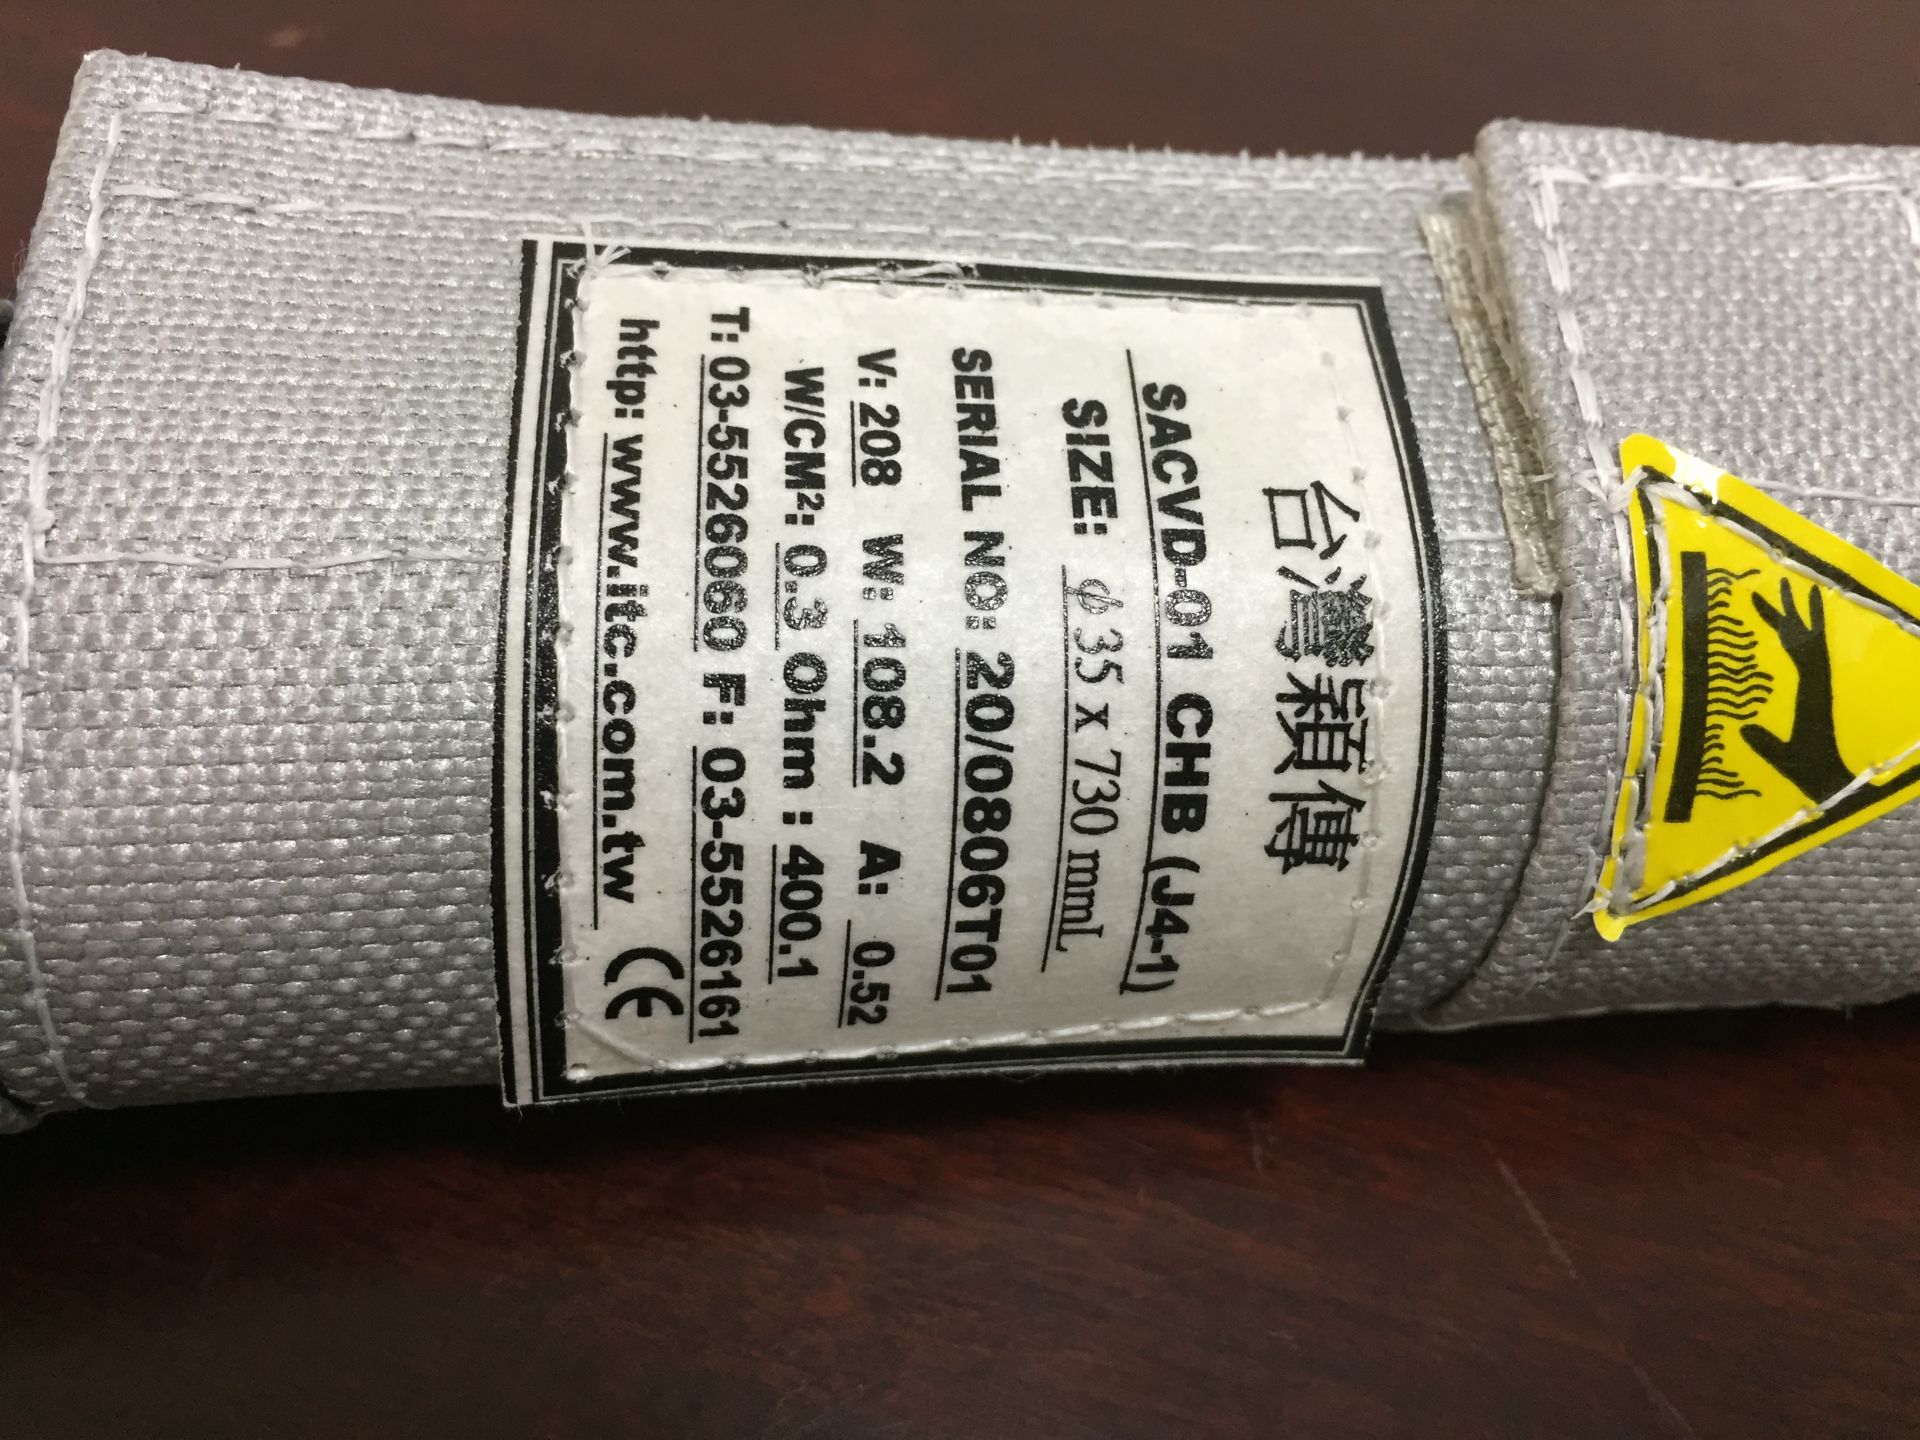 台灣穎傳
SACVD-01 CHB (J4-1)
SIZE: ϕ35 x 730 mmL
SERIAL NO: 20/0806T01
V: 208 W: 108.2 A: 0.52
W/CM²: 0.3 Ohm : 400.1
T: 03-5526060 F: 03-5526161
http: www.itc.com.tw CE